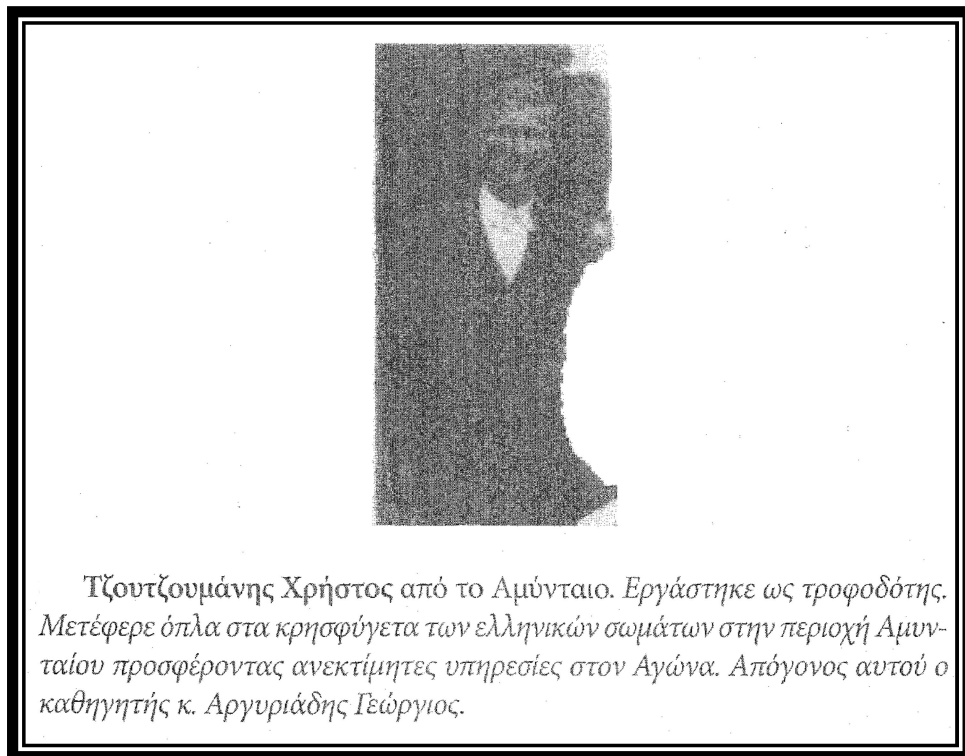 Τζουτζουμάνης Χρήστος από το Αμύνταιο. Εργάστηκε ως τροφοδότης.
Μετέφερε όπλα στα κρησφύγετα των ελληνικών σωμάτων στην περιοχή Αμυν-
ταίου προσφέροντας ανεκτίμητες υπηρεσίες στον Αγώνα. Απόγονος αυτού ο
καθηγητής κ. Αργυριάδης Γεώργιος.